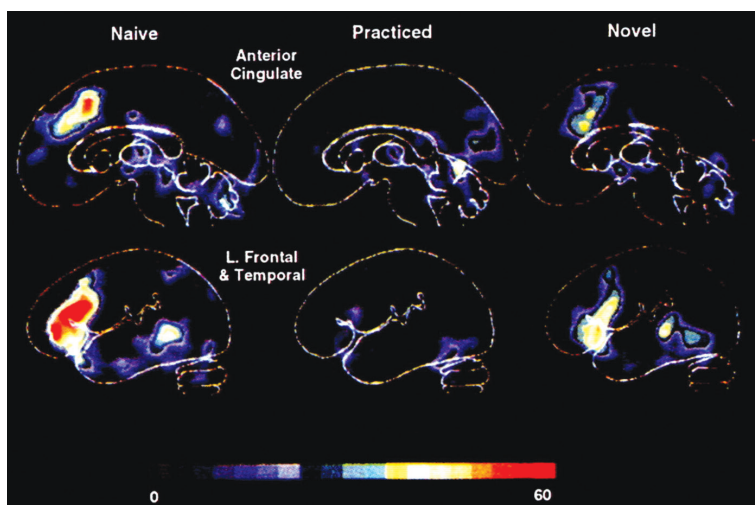 Naive
Practiced
Novel
Anterior
Cingulate
L. Frontal
& Temporal
0
60